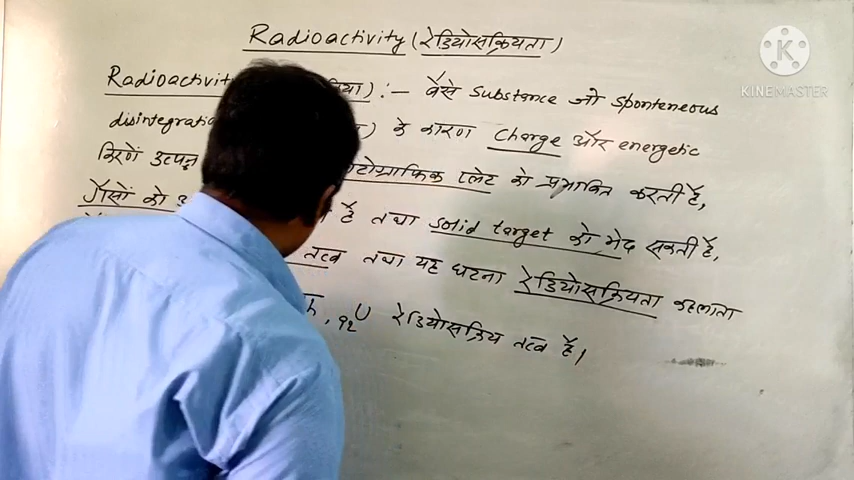 Radioactivity (रेडियोसक्रियता)
KINEMASTER
Radioactivit :- वैसे Substance जो Sponteneous
disintegratio ) के कारण Charge और energetic
किरणें उत्पन्न प्लेट को प्रभावित करती हैं,
गैसों को है तथा Solid target को भेद सकती हैं,
तत्व तथा यह घटना रेडियोसक्रियता कहलाता
h, 92U रेडियोसक्रिय तत्व हैं।